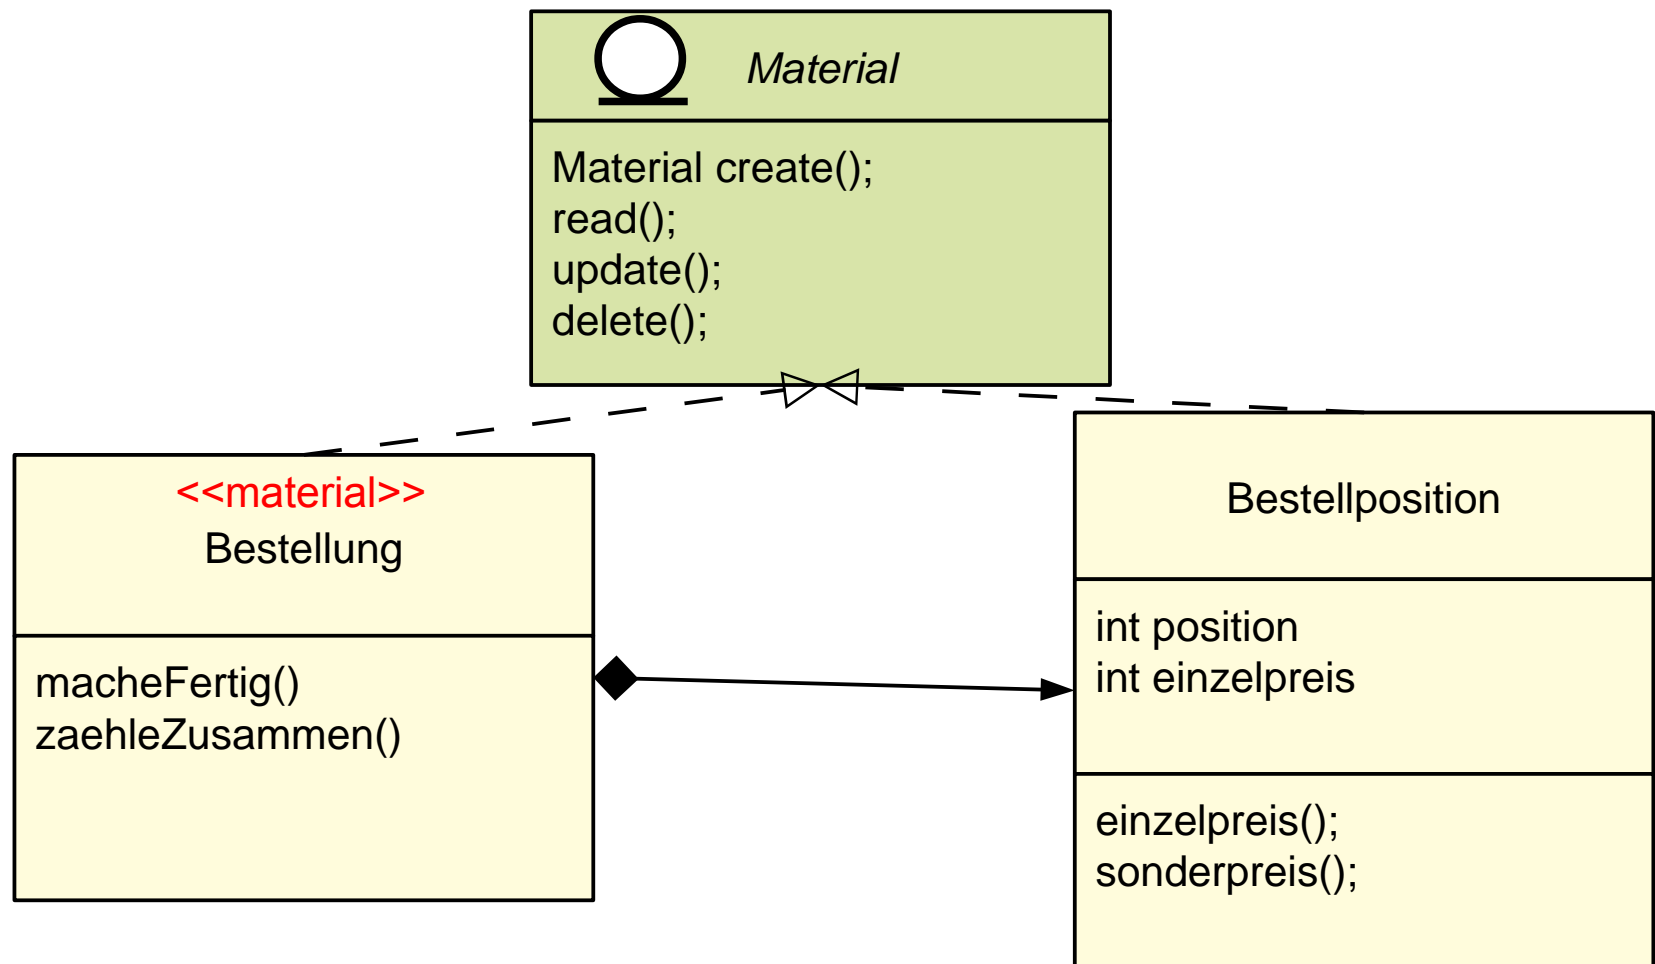 Material
Material create();
read();
update();
delete();
<<material>>
Bestellung
macheFertig()
zaehleZusammen()
Bestellposition
int position
int einzelpreis
einzelpreis();
sonderpreis();